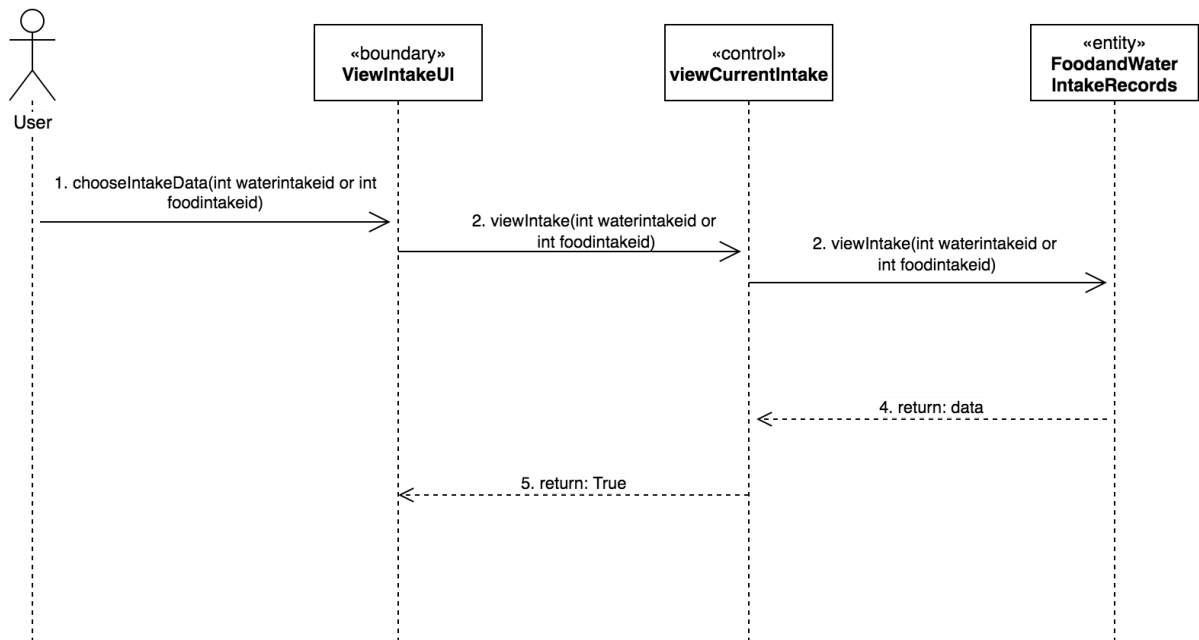 «boundary»
ViewIntakeUI
«control»
viewCurrentIntake
«entity»
FoodandWater
IntakeRecords
User
1. chooseIntakeData(int waterintakeid or int
foodintakeid)
2. viewIntake(int waterintakeid or
int foodintakeid)
2. viewIntake(int waterintakeid or
int foodintakeid)
4. return: data
5. return: True